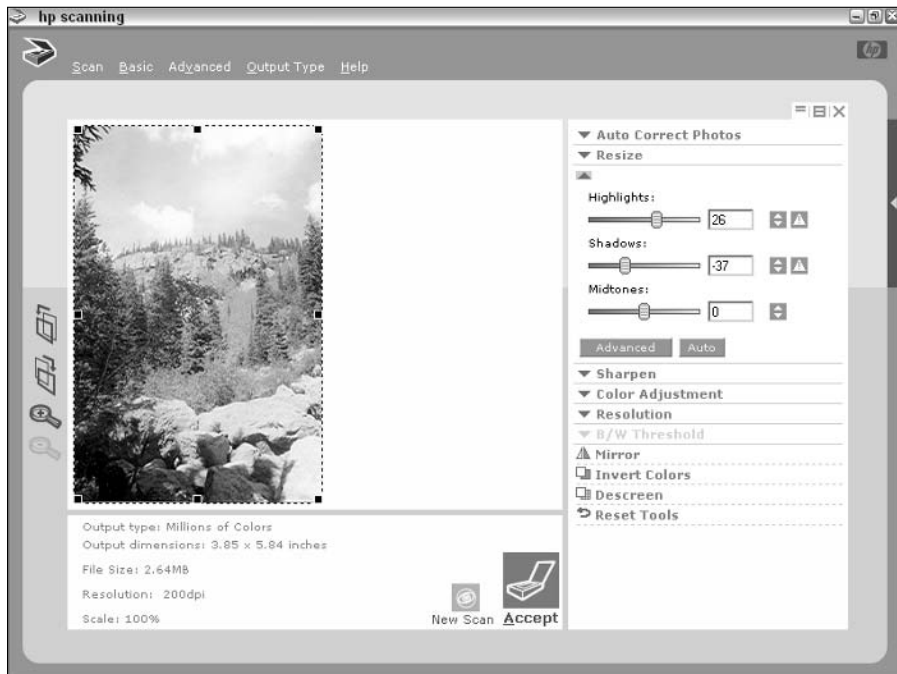 hp scanning
hp
Scan Basic Advanced Output Type Help
Auto Correct Photos
Resize
Highlights:
26
Shadows:
-37
Midtones:
0
Advanced Auto
Sharpen
Color Adjustment
Resolution
B/W Threshold
Mirror
Invert Colors
Descreen
Reset Tools
Output type: Millions of Colors
Output dimensions: 3.85 x 5.84 inches
File Size: 2.64MB
Resolution: 200dpi
Scale: 100%
New Scan Accept